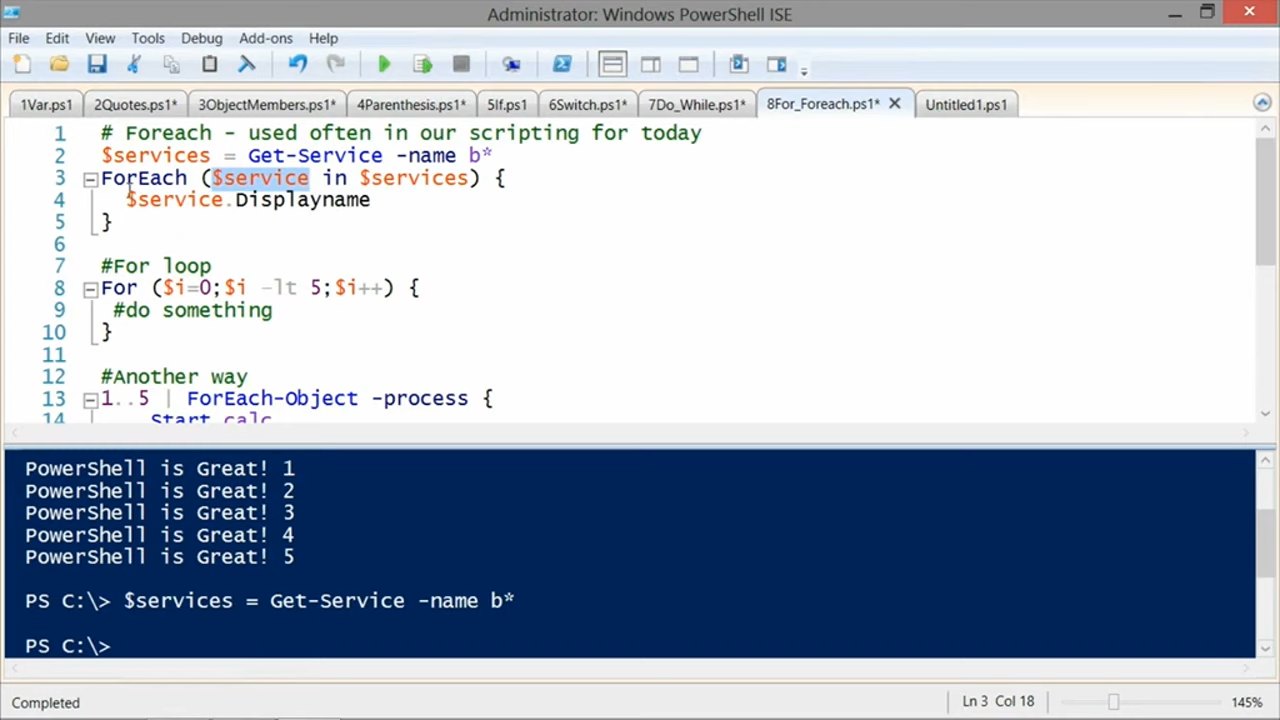 Administrator: Windows PowerShell ISE
File Edit View Tools Debug Add-ons Help
1Var.ps1 2Quotes.ps1* 3ObjectMembers.ps1* 4Parenthesis.ps1* 5If.ps1 6Switch.ps1* 7Do_While.ps1* 8For_Foreach.ps1* Untitled1.ps1
1 # Foreach - used often in our scripting for today
2 $services = Get-Service -name b*
3 ForEach ($service in $services) {
4 $service.Displayname
5 }
6
7 #For loop
8 For ($i=0;$i -lt 5;$i++) {
9 #do something
10 }
11
12 #Another way
13 1..5 | ForEach-Object -process {
14 Start calc
PowerShell is Great! 1
PowerShell is Great! 2
PowerShell is Great! 3
PowerShell is Great! 4
PowerShell is Great! 5
PS C:\> $services = Get-Service -name b*
PS C:\>
Completed Ln 3 Col 18 145%